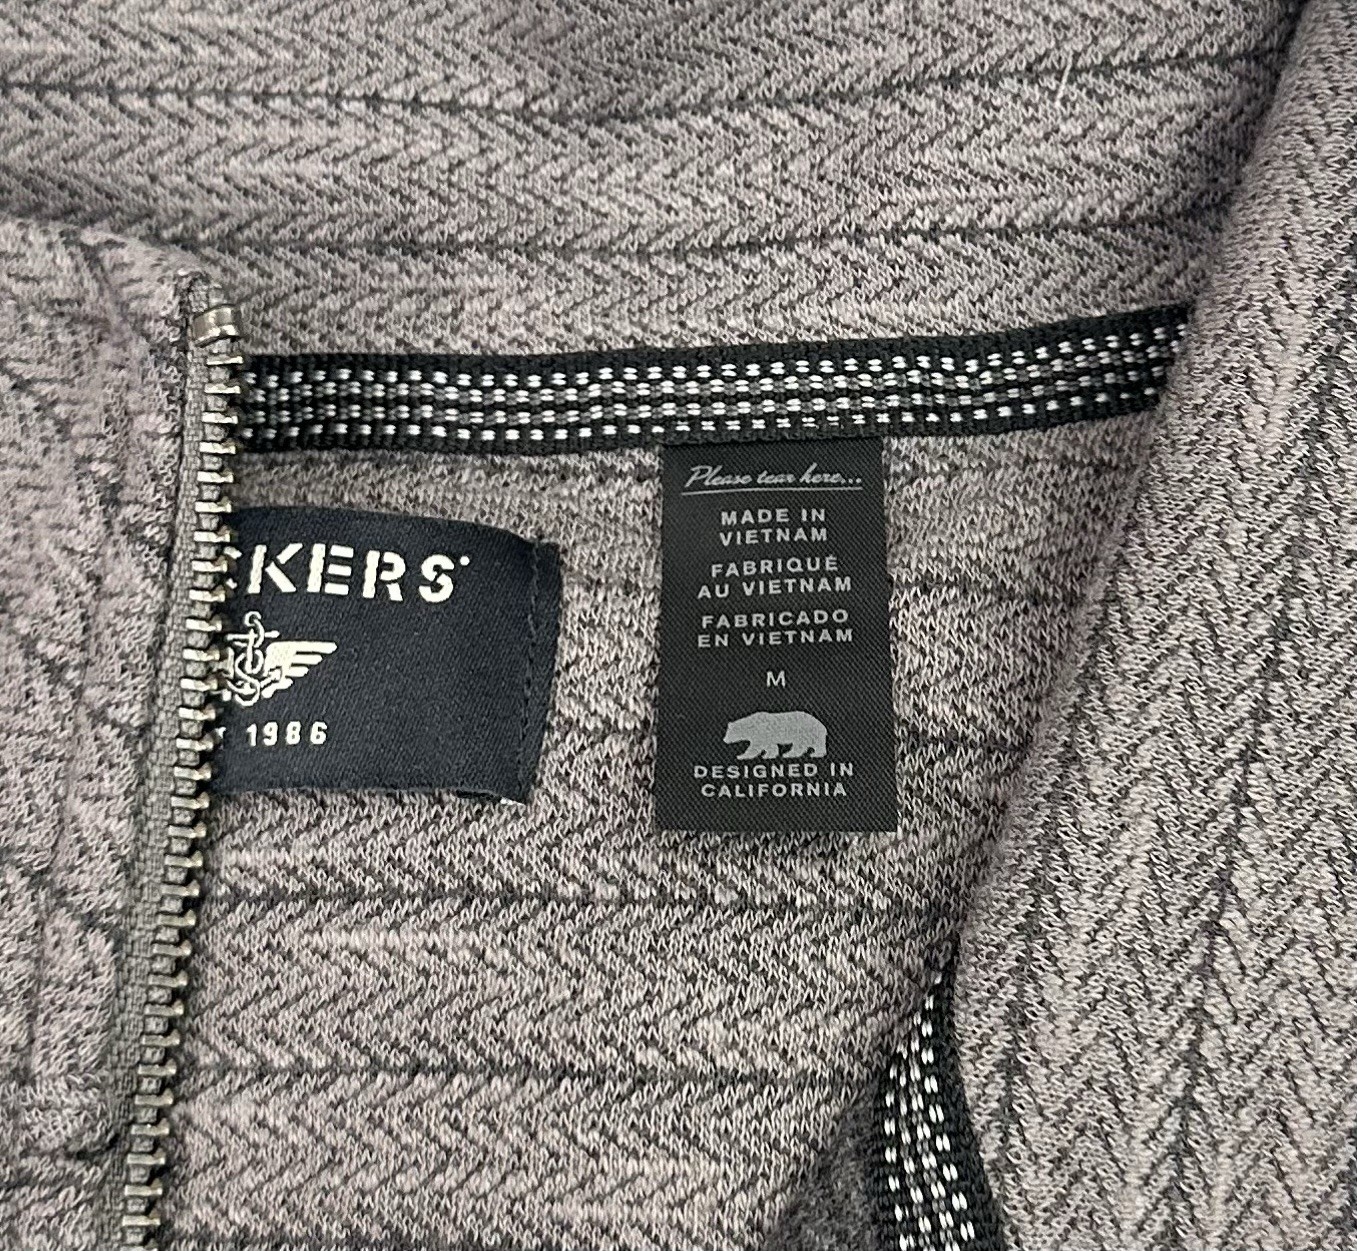 CKERS
1986
Please tear here...
MADE IN
VIETNAM
FABRIQUÉ
AU VIETNAM
FABRICADO
EN VIETNAM
M
DESIGNED IN
CALIFORNIA